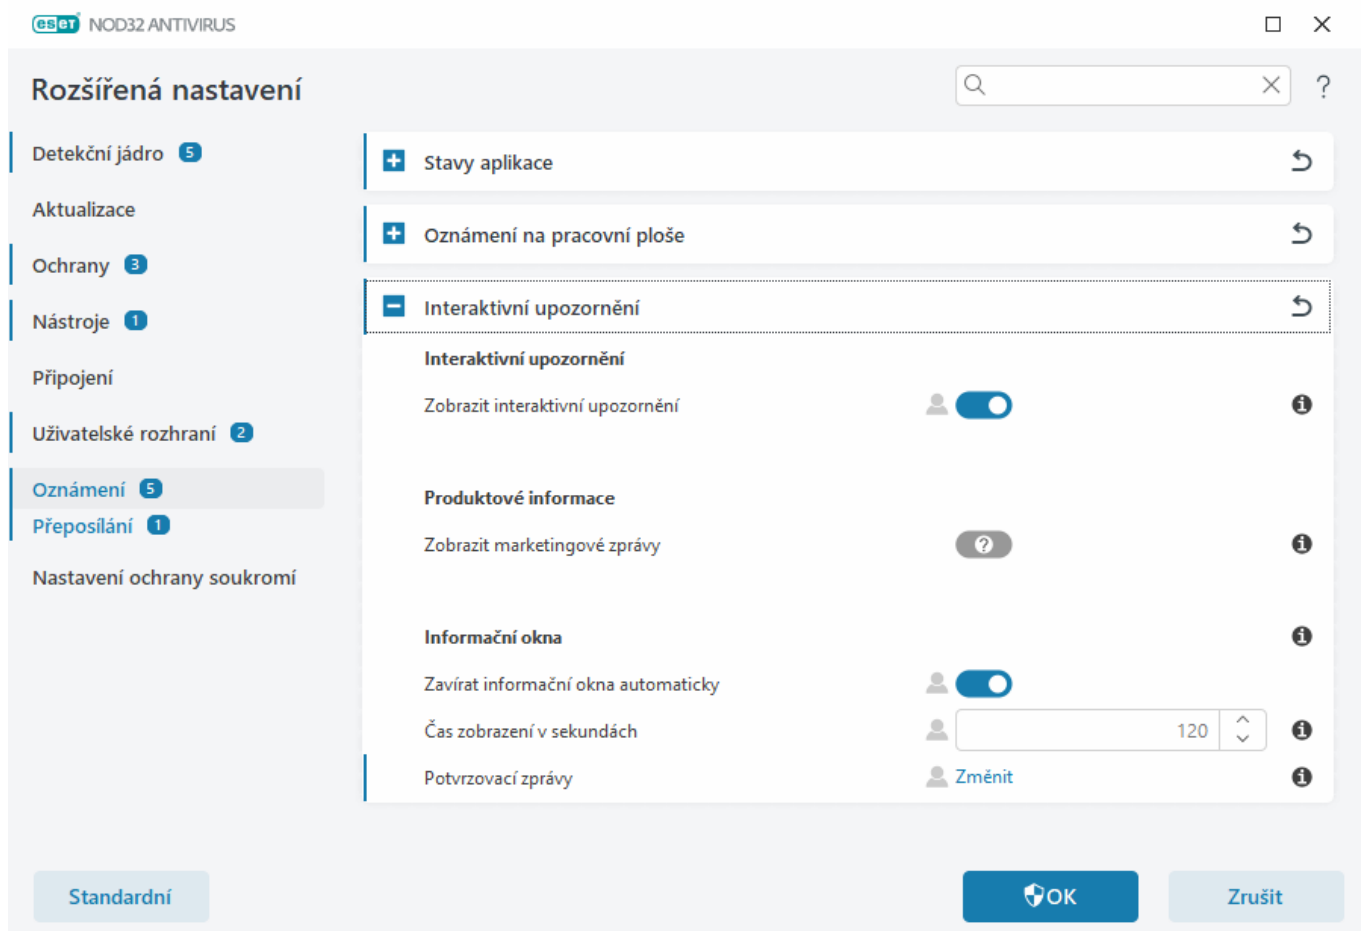 eset NOD32 ANTIVIRUS
Rozšířená nastavení
?
Detekční jádro 5
Aktualizace
Ochrany 3
Nástroje 1
Připojení
Uživatelské rozhraní 2
Oznámení 5
Přeposílání 1
Nastavení ochrany soukromí
Stavy aplikace
Oznámení na pracovní ploše
Interaktivní upozornění
Interaktivní upozornění
Zobrazit interaktivní upozornění
Produktové informace
Zobrazit marketingové zprávy ?
Informační okna
Zavírat informační okna automaticky
Čas zobrazení v sekundách 120
Potvrzovací zprávy Změnit
Standardní
OK
Zrušit